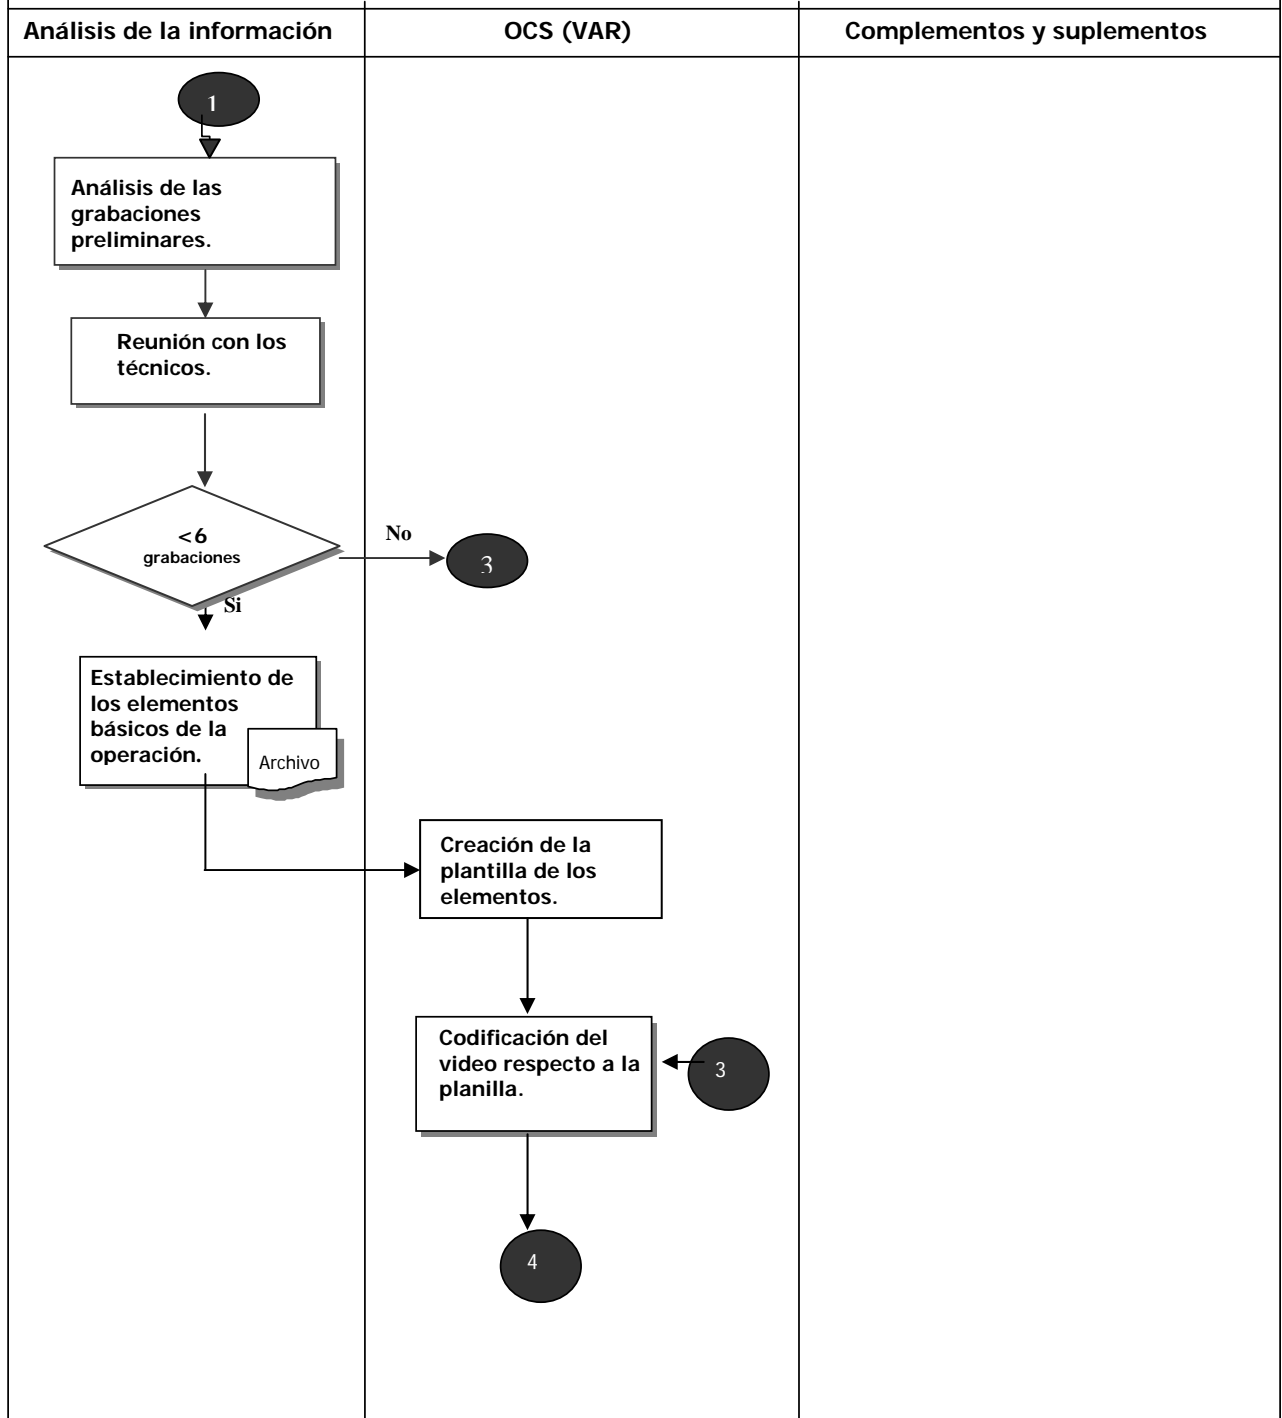 Análisis de la información
OCS (VAR)
Complementos y suplementos
1
Análisis de las
grabaciones
preliminares.
Reunión con los
técnicos.
<6
grabaciones
No
3
Si
Establecimiento de
los elementos
básicos de la
operación.
Archivo
Creación de la
plantilla de los
elementos.
Codificación del
video respecto a la
planilla.
3
4